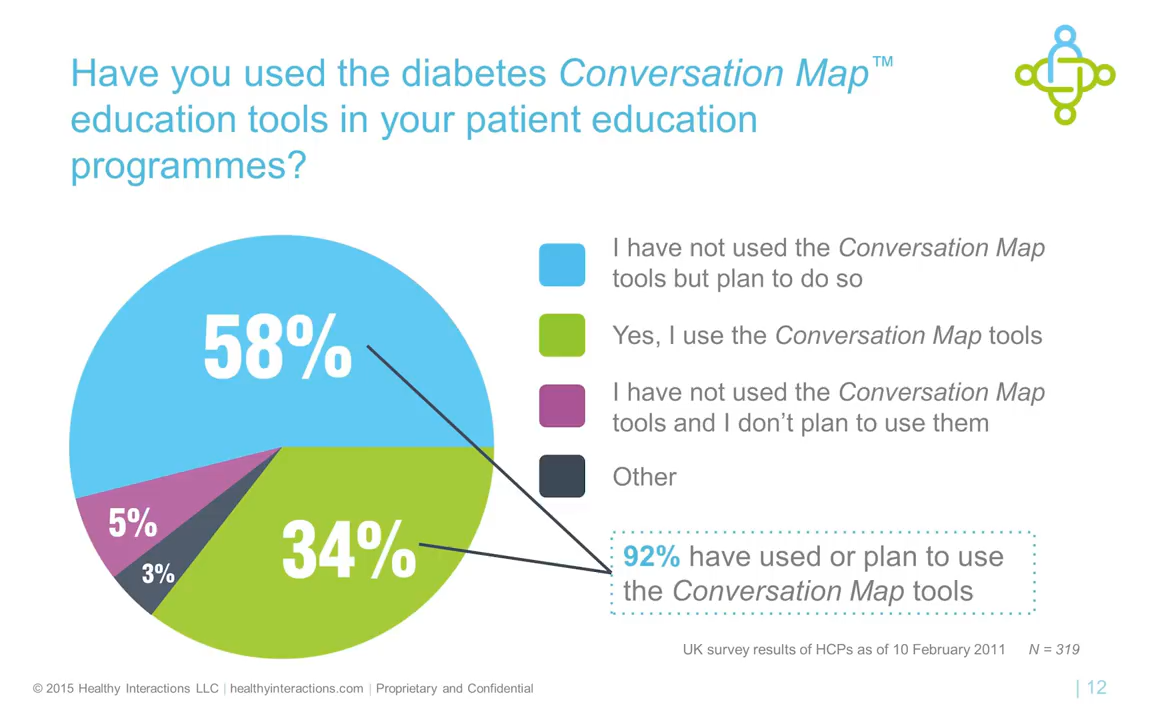 Have you used the diabetes Conversation Map™
education tools in your patient education
programmes?
58%
34%
5%
3%
I have not used the Conversation Map
tools but plan to do so
Yes, I use the Conversation Map tools
I have not used the Conversation Map
tools and I don’t plan to use them
Other
92% have used or plan to use
the Conversation Map tools
UK survey results of HCPs as of 10 February 2011 N = 319
© 2015 Healthy Interactions LLC | healthyinteractions.com | Proprietary and Confidential
| 12